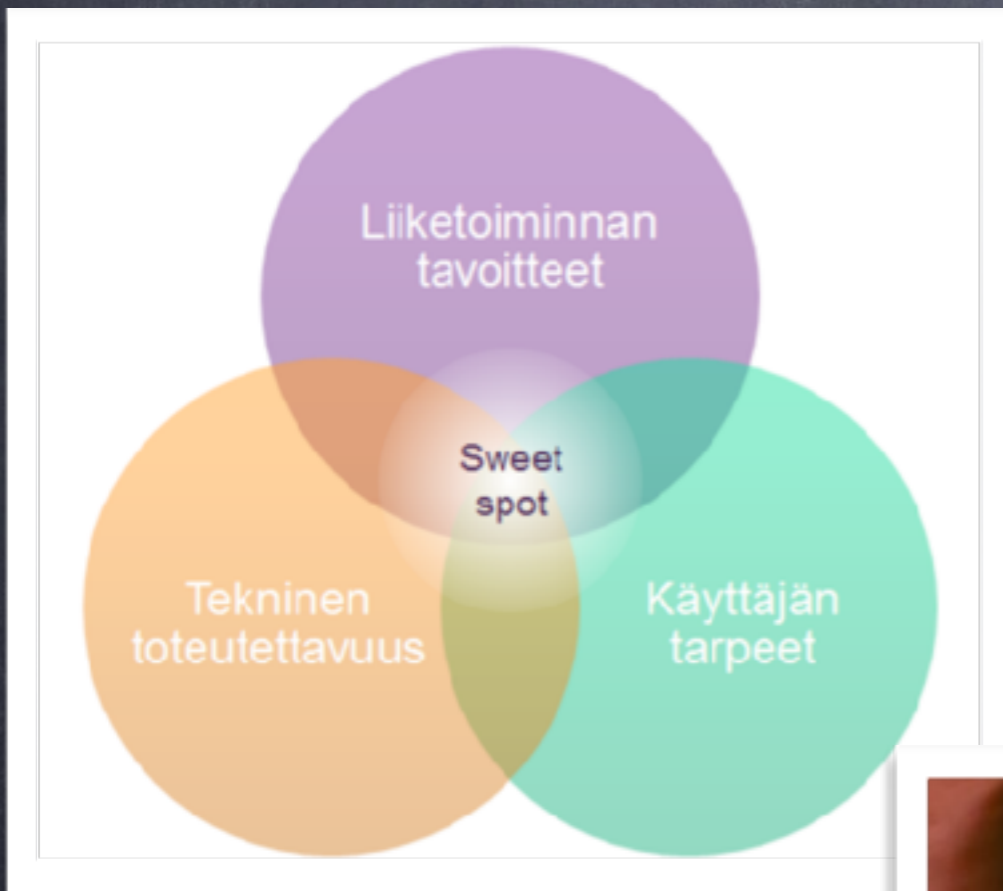 Liiketoiminnan
tavoitteet
Sweet
spot
Tekninen
toteutettavuus
Käyttäjän
tarpeet